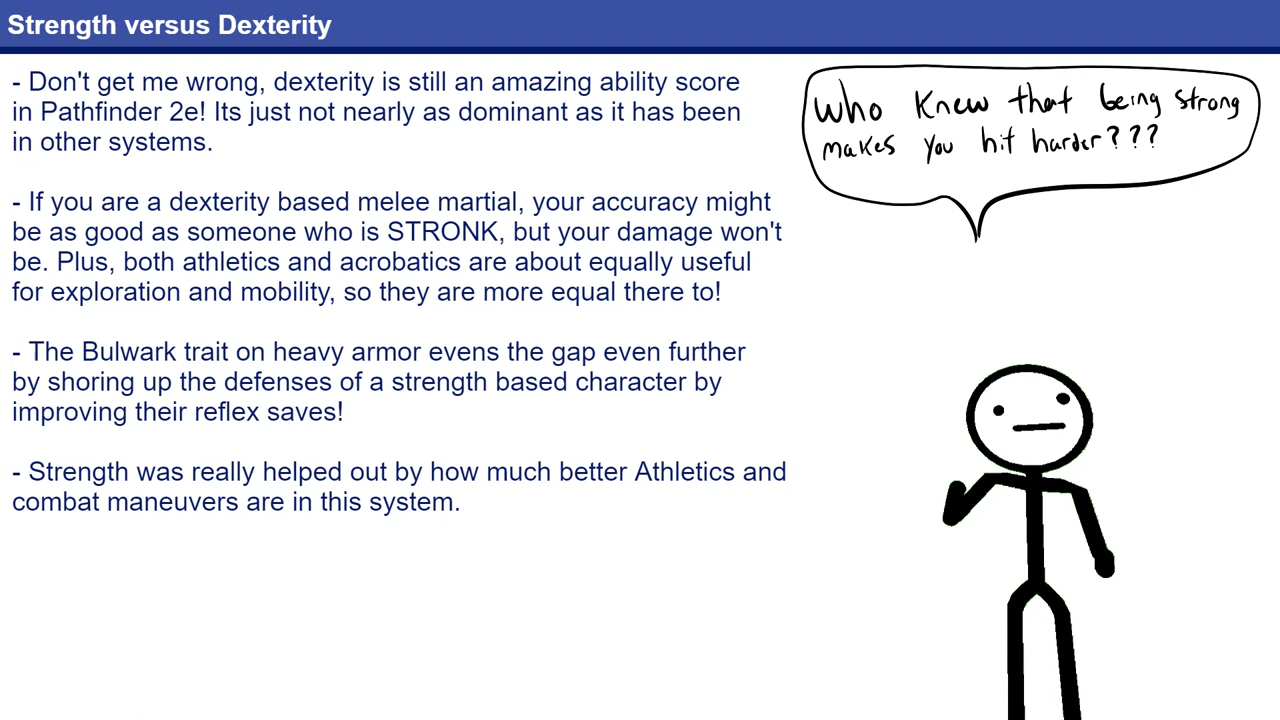 Strength versus Dexterity
- Don't get me wrong, dexterity is still an amazing ability score
in Pathfinder 2e! Its just not nearly as dominant as it has been
in other systems.
- If you are a dexterity based melee martial, your accuracy might
be as good as someone who is STRONK, but your damage won't
be. Plus, both athletics and acrobatics are about equally useful
for exploration and mobility, so they are more equal there to!
- The Bulwark trait on heavy armor evens the gap even further
by shoring up the defenses of a strength based character by
improving their reflex saves!
- Strength was really helped out by how much better Athletics and
combat maneuvers are in this system.
Who Knew that being strong
makes you hit harder???